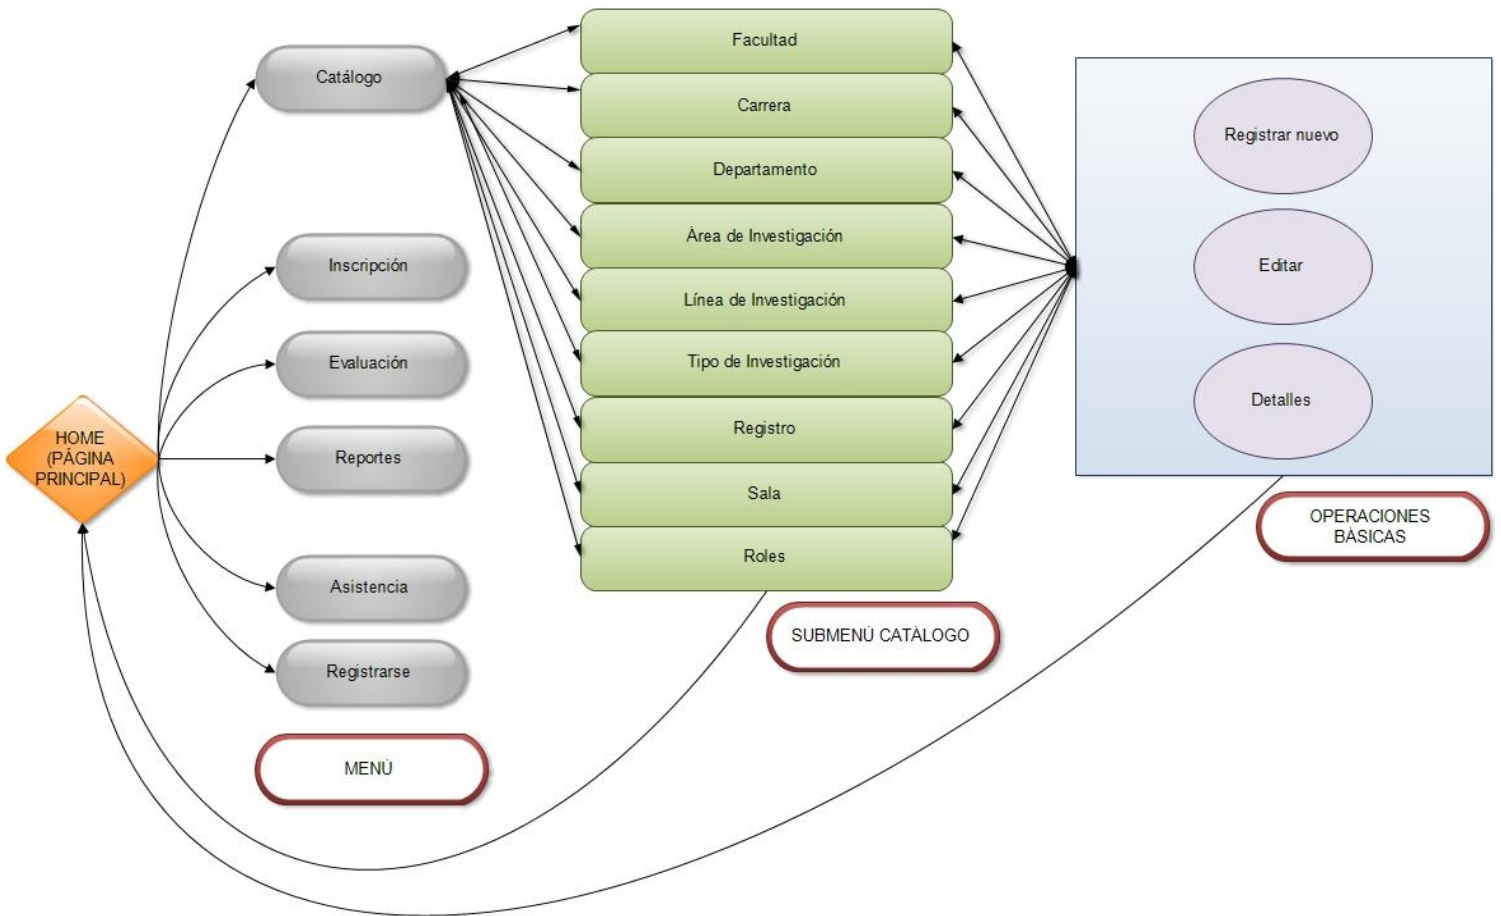 HOME
(PÁGINA
PRINCIPAL)
Catálogo
Inscripción
Evaluación
Reportes
Asistencia
Registrarse
MENÚ
Facultad
Carrera
Departamento
Área de Investigación
Línea de Investigación
Tipo de Investigación
Registro
Sala
Roles
SUBMENÚ CATÁLOGO
Registrar nuevo
Editar
Detalles
OPERACIONES
BÁSICAS